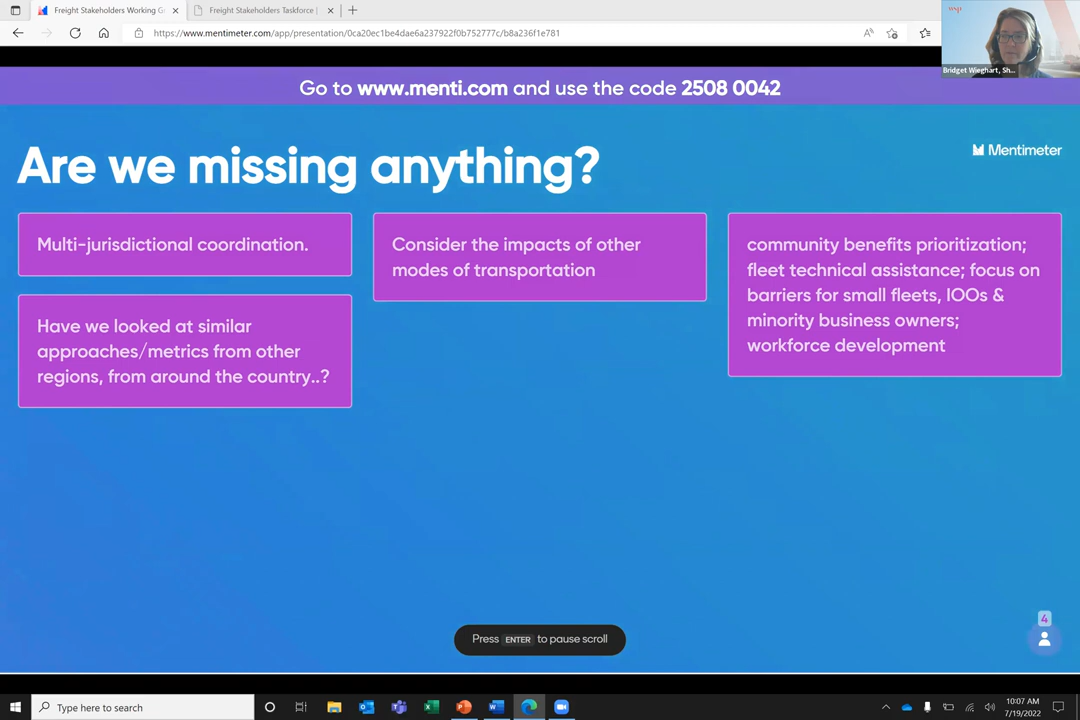 Freight Stakeholders Working G
Freight Stakeholders Taskforce |
https://www.mentimeter.com/app/presentation/0ca20ec1be4dae6a237922f0b752777c/b8a236f1e781
wsp
Bridget Wieghart, Sh...
Go to www.menti.com and use the code 2508 0042
Are we missing anything?
Mentimeter
Multi-jurisdictional coordination.
Have we looked at similar
approaches/metrics from other
regions, from around the country..?
Consider the impacts of other
modes of transportation
community benefits prioritization;
fleet technical assistance; focus on
barriers for small fleets, IOOs &
minority business owners;
workforce development
Press ENTER to pause scroll
4
Type here to search
10:07 AM
7/19/2022